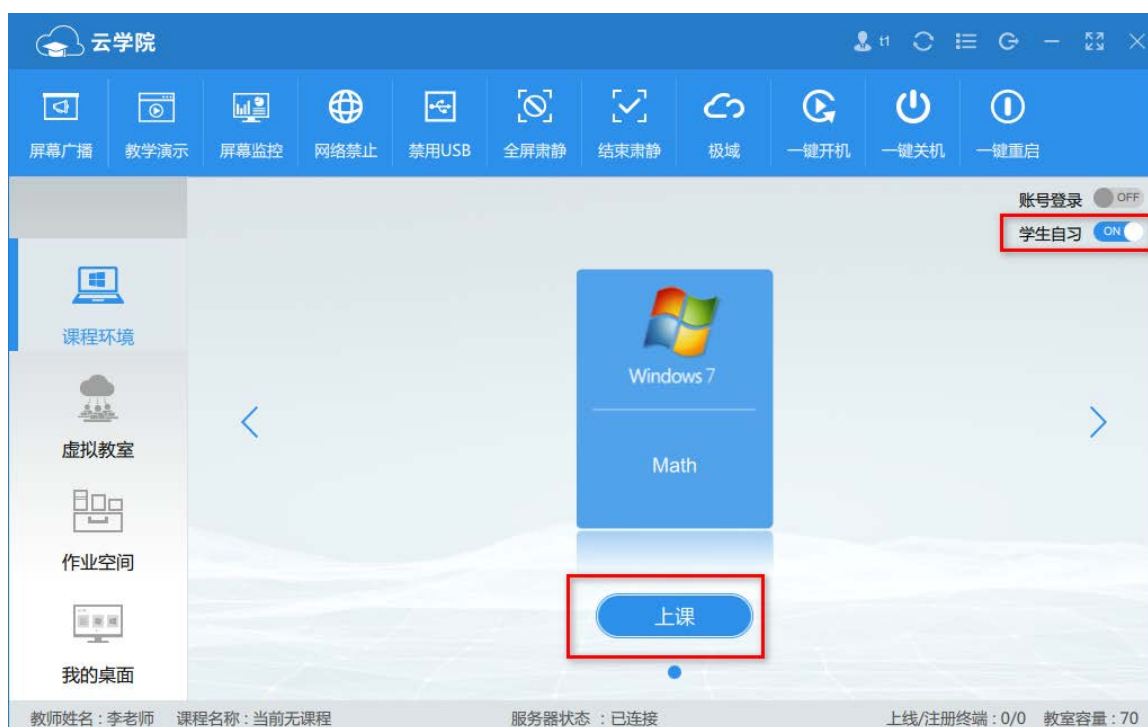 云学院
t1
屏幕广播 教学演示 屏幕监控 网络禁止 禁用USB 全屏肃静 结束肃静 极域 一键开机 一键关机 一键重启
账号登录 OFF
学生自习 ON
课程环境
虚拟教室
作业空间
我的桌面
Windows 7
Math
上课
教师姓名 : 李老师 课程名称 : 当前无课程 服务器状态 : 已连接 上线/注册终端 : 0/0 教室容量 : 70